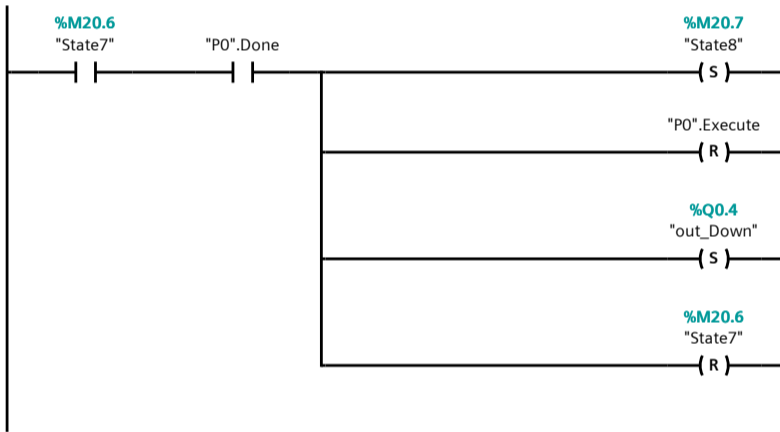 %M20.6
"State7"
"P0".Done
%M20.7
"State8"
S
"P0".Execute
R
%Q0.4
"out_Down"
S
%M20.6
"State7"
R